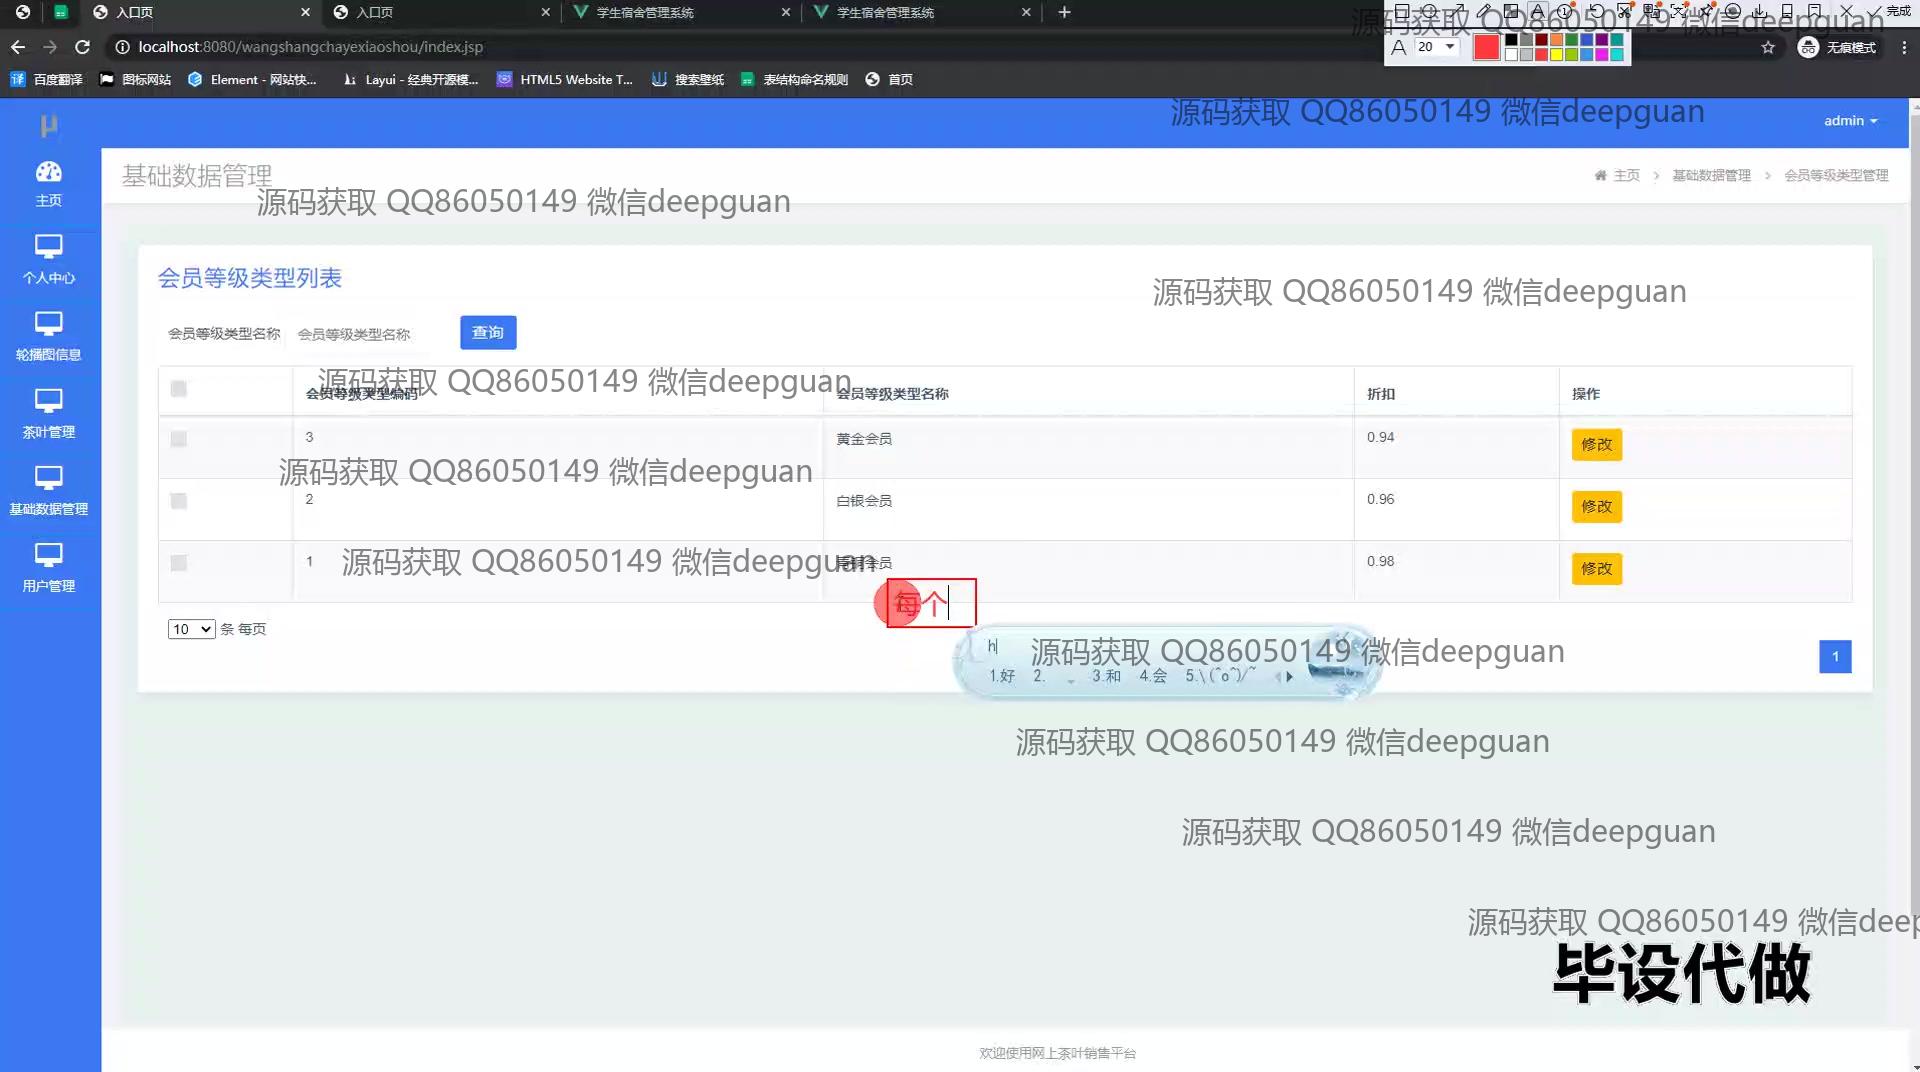 入口页
入口页
学生宿舍管理系统
学生宿舍管理系统
完成
localhost:8080/wangshangchayexiaoshou/index.jsp
A 20
无痕模式
百度翻译
图标网站
Element - 网站快...
Layui - 经典开源模...
HTML5 Website T...
搜索壁纸
表结构命名规则
首页
源码获取 QQ86050149 微信deepguan
源码获取 QQ86050149 微信deepguan
admin
主页
个人中心
轮播图信息
茶叶管理
基础数据管理
用户管理
基础数据管理
主页 > 基础数据管理 > 会员等级类型管理
源码获取 QQ86050149 微信deepguan
会员等级类型列表
源码获取 QQ86050149 微信deepguan
会员等级类型名称 会员等级类型名称 查询
源码获取 QQ86050149 微信deepguan
会员等级类型编码 会员等级类型名称 折扣 操作
3 黄金会员 0.94 修改
源码获取 QQ86050149 微信deepguan
2 白银会员 0.96 修改
源码获取 QQ86050149 微信deepguan
1 会员 0.98 修改
每个
10 条 每页
h
源码获取 QQ86050149 微信deepguan
1.好 2. 3.和 4.会 5.\(^o^)/~
1
源码获取 QQ86050149 微信deepguan
源码获取 QQ86050149 微信deepguan
源码获取 QQ86050149 微信deep
毕设代做
欢迎使用网上茶叶销售平台